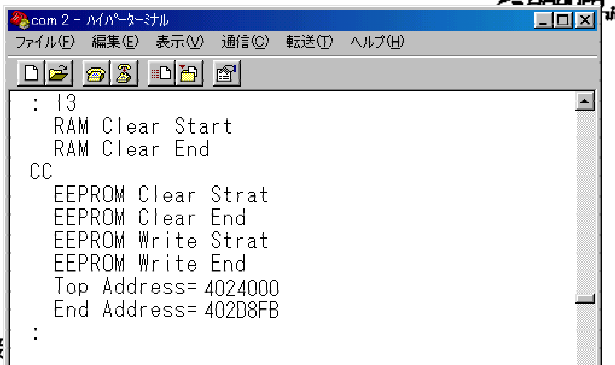 com 2 - ハイパーターミナル
ファイル(F) 編集(E) 表示(V) 通信(C) 転送(T) ヘルプ(H)
: I3
RAM Clear Start
RAM Clear End
CC
EEPROM Clear Strat
EEPROM Clear End
EEPROM Write Strat
EEPROM Write End
Top Address= 4024000
End Address= 402D8FB
: